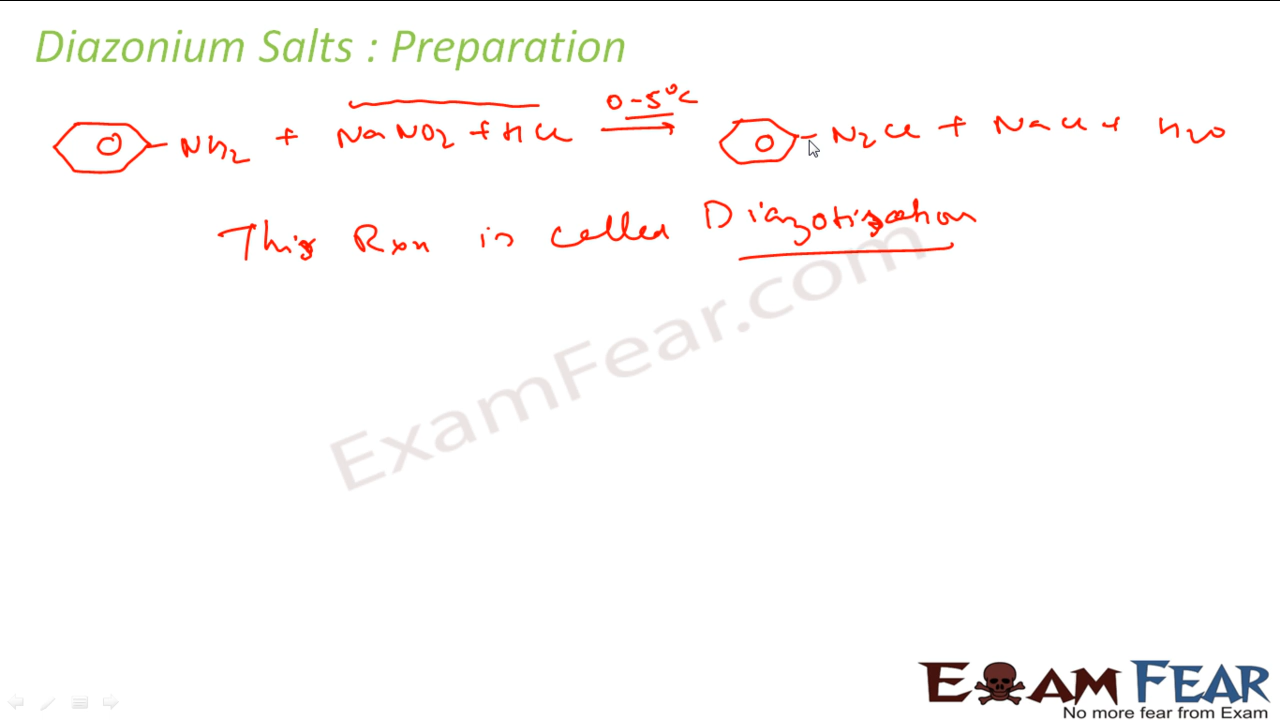 Diazonium Salts : Preparation
0-5°C
NH2 + NaNO2 + HCl → N2Cl + NaCl + H2O
This Rxn is called Diazotisation
ExamFear.com
EXAM FEAR
No more fear from Exam